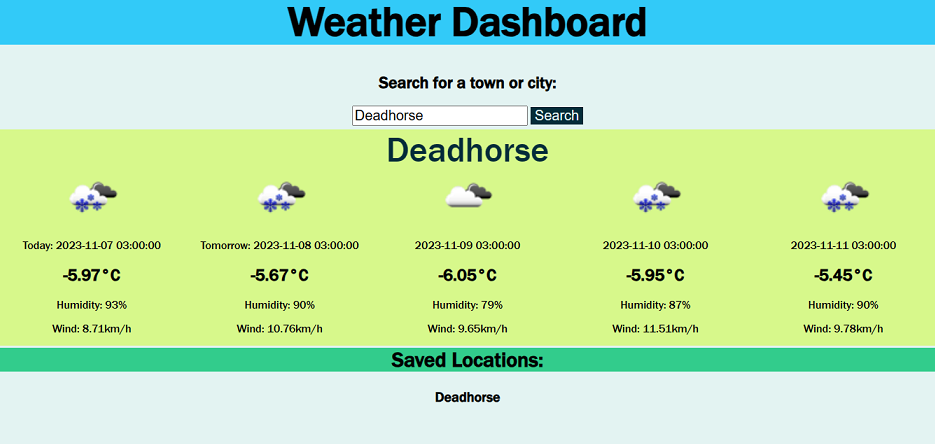 Weather Dashboard
Search for a town or city:
Deadhorse Search
Deadhorse
Today: 2023-11-07 03:00:00 Tomorrow: 2023-11-08 03:00:00 2023-11-09 03:00:00 2023-11-10 03:00:00 2023-11-11 03:00:00
-5.97°C -5.67°C -6.05°C -5.95°C -5.45°C
Humidity: 93% Humidity: 90% Humidity: 79% Humidity: 87% Humidity: 90%
Wind: 8.71km/h Wind: 10.76km/h Wind: 9.65km/h Wind: 11.51km/h Wind: 9.78km/h
Saved Locations:
Deadhorse